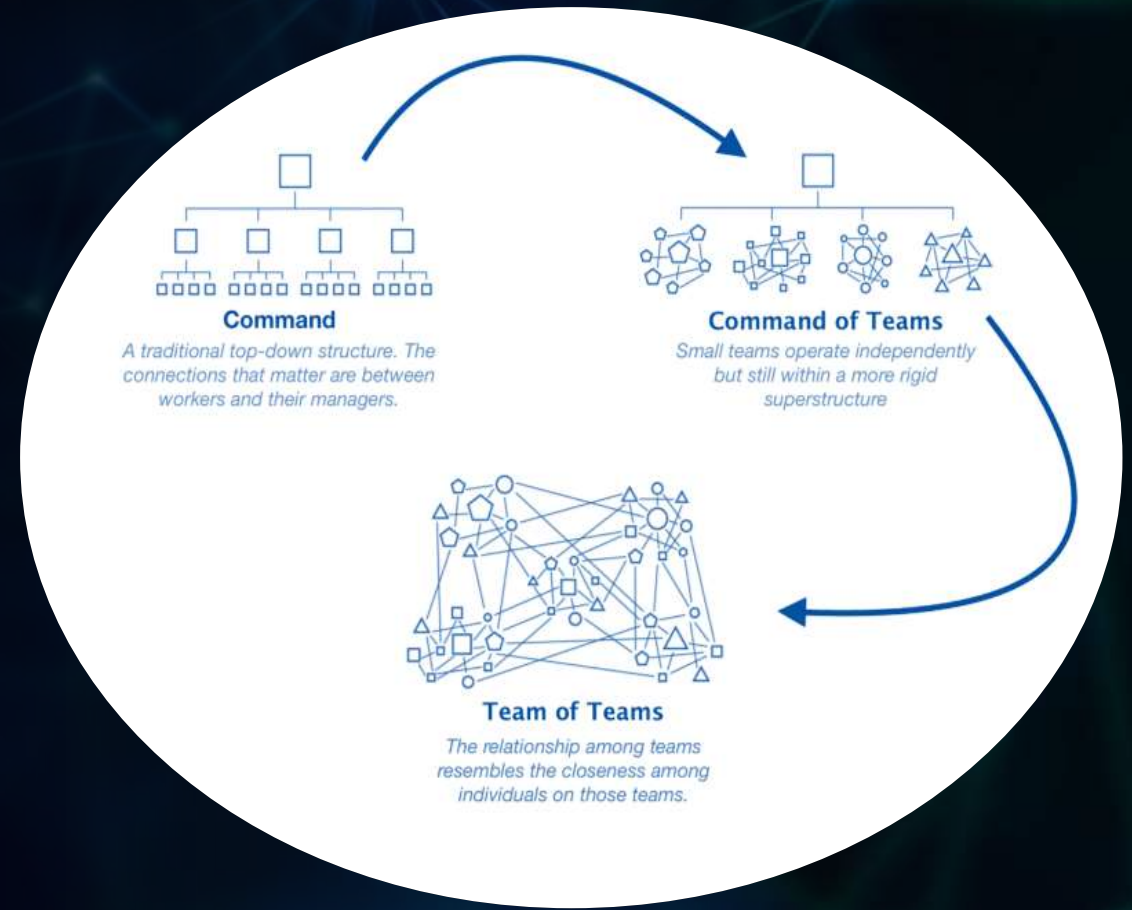 Command
A traditional top-down structure. The
connections that matter are between
workers and their managers.
Command of Teams
Small teams operate independently
but still within a more rigid
superstructure
Team of Teams
The relationship among teams
resembles the closeness among
individuals on those teams.